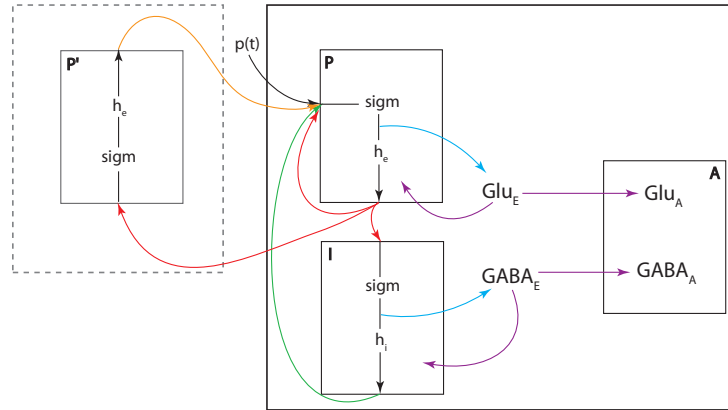 p(t)
P'
h_e
sigm
P
sigm
h_e
Glu_E
A
Glu_A
I
sigm
h_i
GABA_E
GABA_A